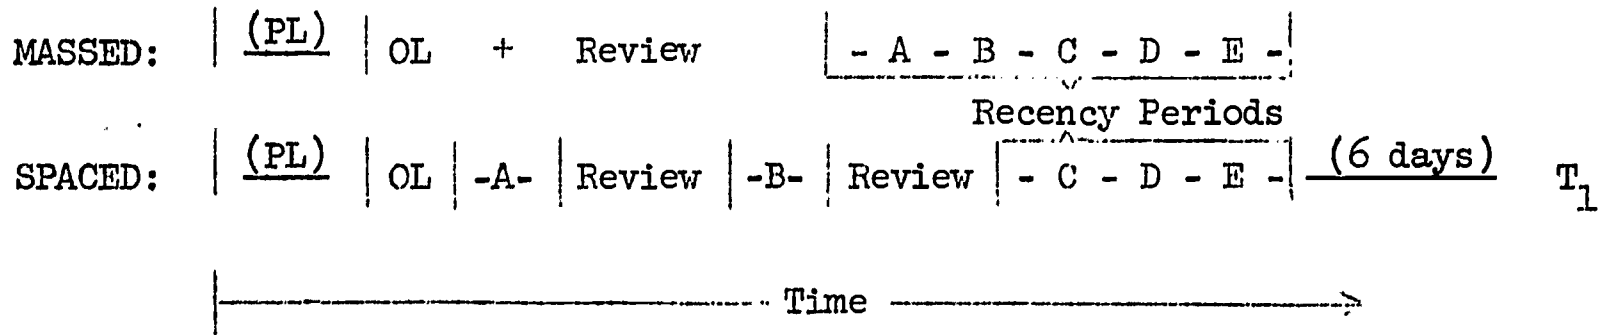 MASSED: (PL) OL + Review - A - B - C - D - E -
Recency Periods
SPACED: (PL) OL -A- Review -B- Review - C - D - E - (6 days) T1
Time